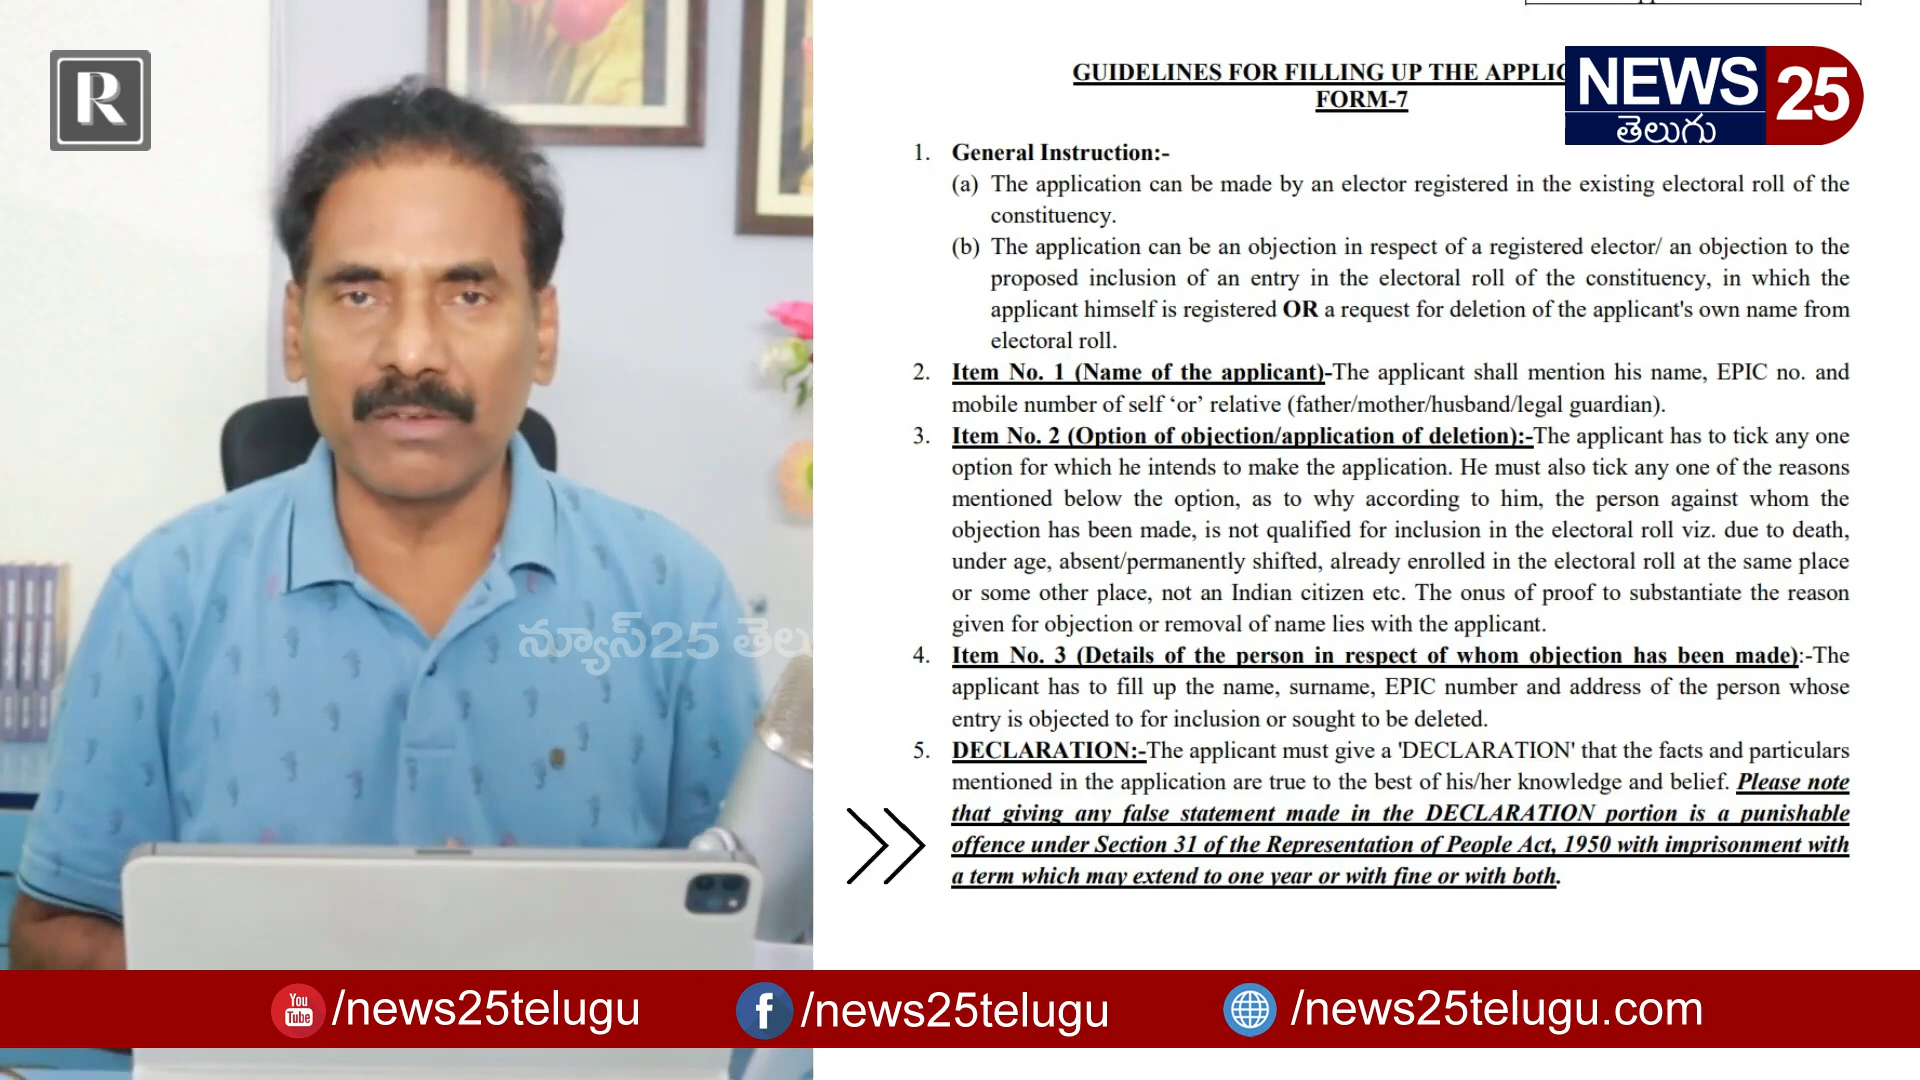 R
GUIDELINES FOR FILLING UP THE
FORM-7
NEWS 25
తెలుగు
1. General Instruction:-
(a) The application can be made by an elector registered in the existing electoral roll of the
constituency.
(b) The application can be an objection in respect of a registered elector/ an objection to the
proposed inclusion of an entry in the electoral roll of the constituency, in which the
applicant himself is registered OR a request for deletion of the applicant's own name from
electoral roll.
2. Item No. 1 (Name of the applicant)-The applicant shall mention his name, EPIC no. and
mobile number of self ‘or’ relative (father/mother/husband/legal guardian).
3. Item No. 2 (Option of objection/application of deletion):-The applicant has to tick any one
option for which he intends to make the application. He must also tick any one of the reasons
mentioned below the option, as to why according to him, the person against whom the
objection has been made, is not qualified for inclusion in the electoral roll viz. due to death,
under age, absent/permanently shifted, already enrolled in the electoral roll at the same place
or some other place, not an Indian citizen etc. The onus of proof to substantiate the reason
given for objection or removal of name lies with the applicant.
న్యూస్25
4. Item No. 3 (Details of the person in respect of whom objection has been made):-The
applicant has to fill up the name, surname, EPIC number and address of the person whose
entry is objected to for inclusion or sought to be deleted.
5. DECLARATION:-The applicant must give a 'DECLARATION' that the facts and particulars
mentioned in the application are true to the best of his/her knowledge and belief. Please note
that giving any false statement made in the DECLARATION portion is a punishable
offence under Section 31 of the Representation of People Act, 1950 with imprisonment with
a term which may extend to one year or with fine or with both.
You Tube /news25telugu
f /news25telugu
/news25telugu.com